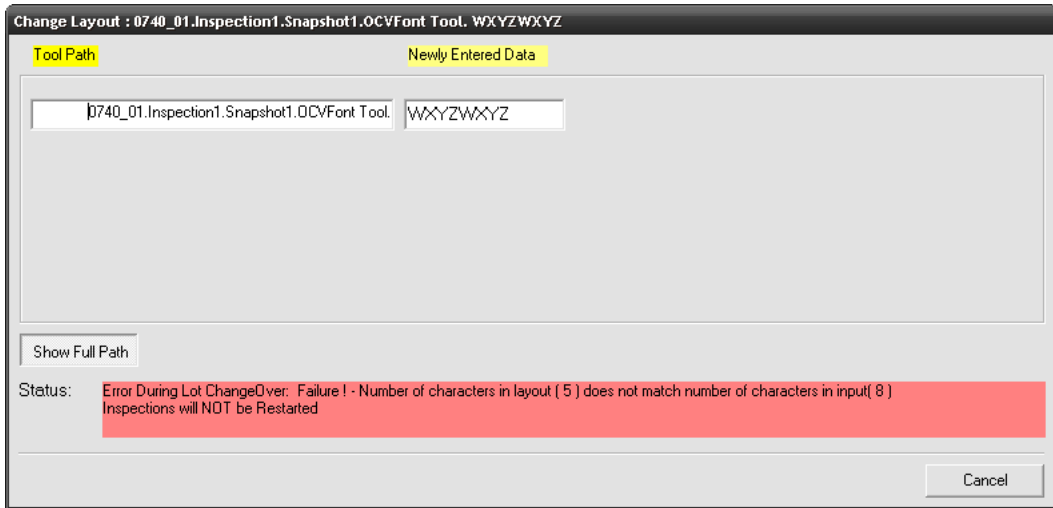 Change Layout : 0740_01.Inspection1.Snapshot1.OCVFont Tool. WXYZWXYZ
Tool Path Newly Entered Data
0740_01.Inspection1.Snapshot1.OCVFont Tool. WXYZWXYZ
Show Full Path
Status: Error During Lot ChangeOver:  Failure ! - Number of characters in layout ( 5 ) does not match number of characters in input( 8 )
Inspections will NOT be Restarted
Cancel